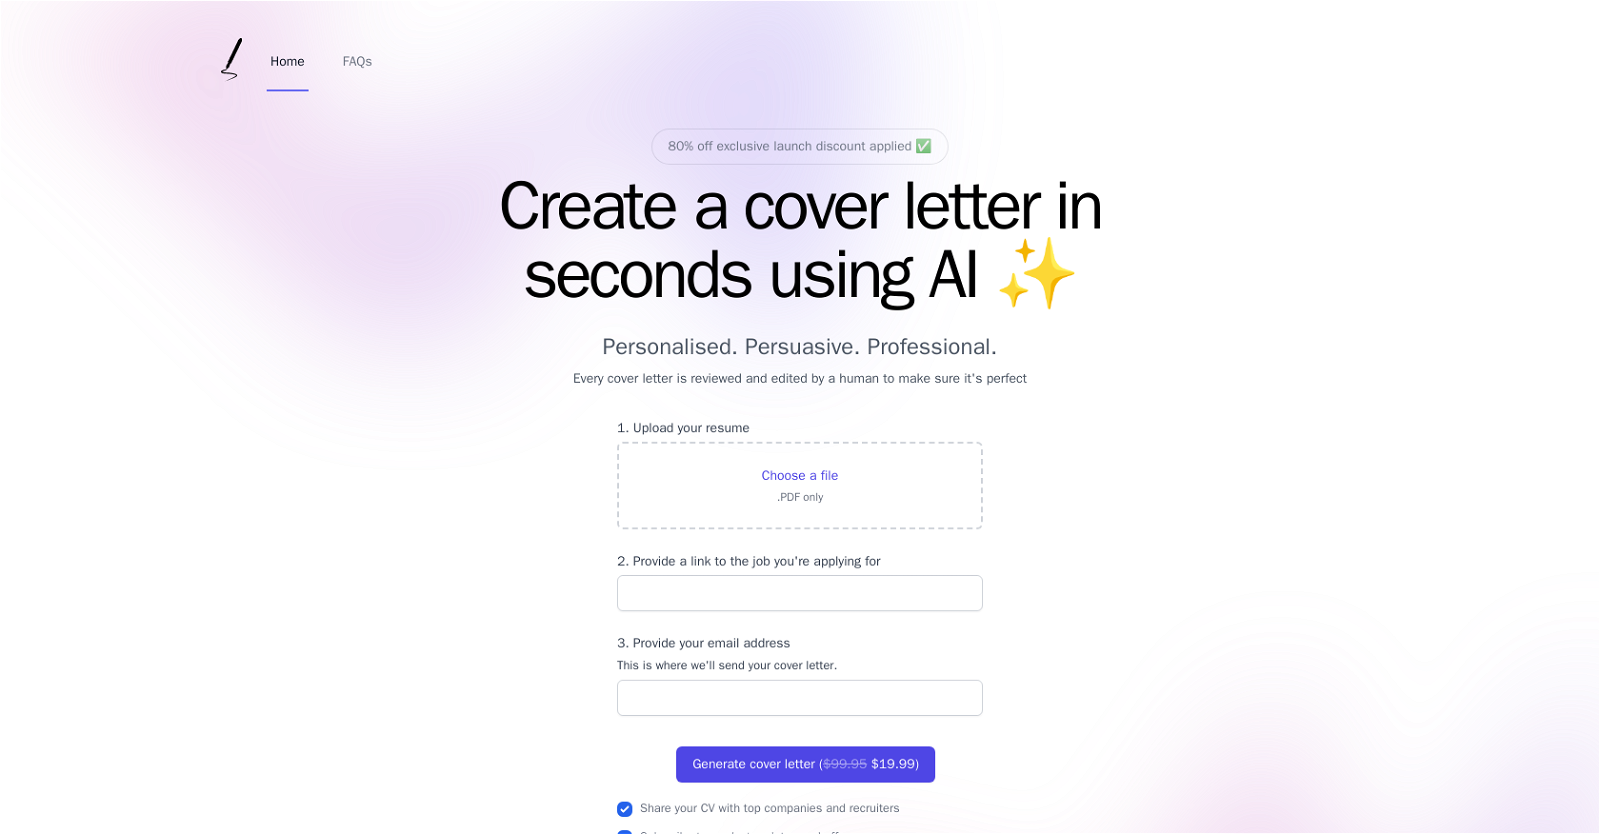 Home
FAQs
80% off exclusive launch discount applied ✅
Create a cover letter in
seconds using AI ✨
Personalised. Persuasive. Professional.
Every cover letter is reviewed and edited by a human to make sure it's perfect
1. Upload your resume
Choose a file
.PDF only
2. Provide a link to the job you're applying for
3. Provide your email address
This is where we'll send your cover letter.
Generate cover letter ($99.95 $19.99)
Share your CV with top companies and recruiters